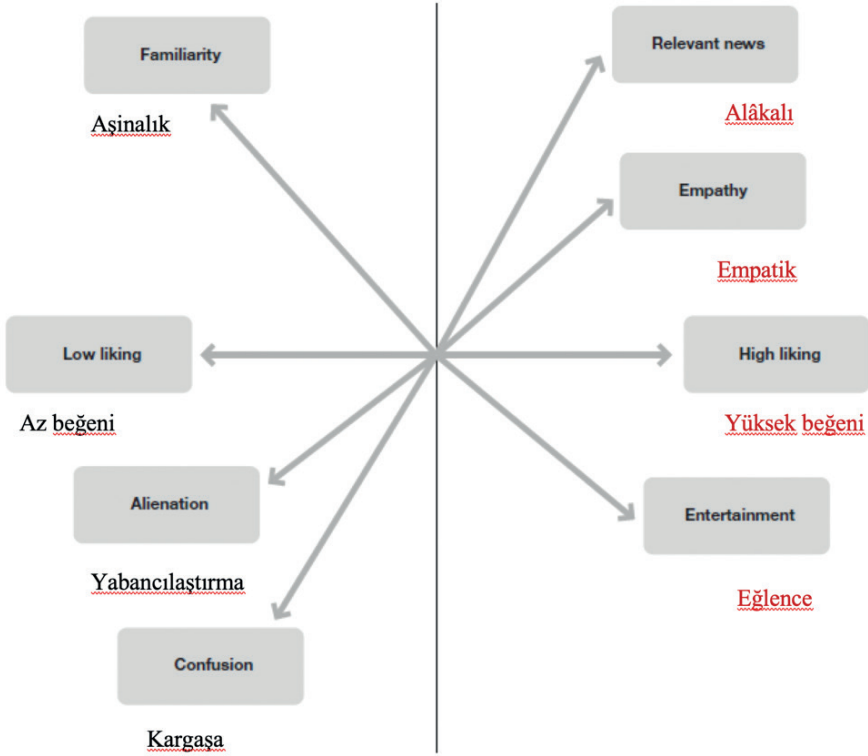 Familiarity
Aşinalık
Relevant news
Alâkalı
Empathy
Empatik
Low liking
Az beğeni
High liking
Yüksek beğeni
Alienation
Yabancılaştırma
Entertainment
Eğlence
Confusion
Kargaşa